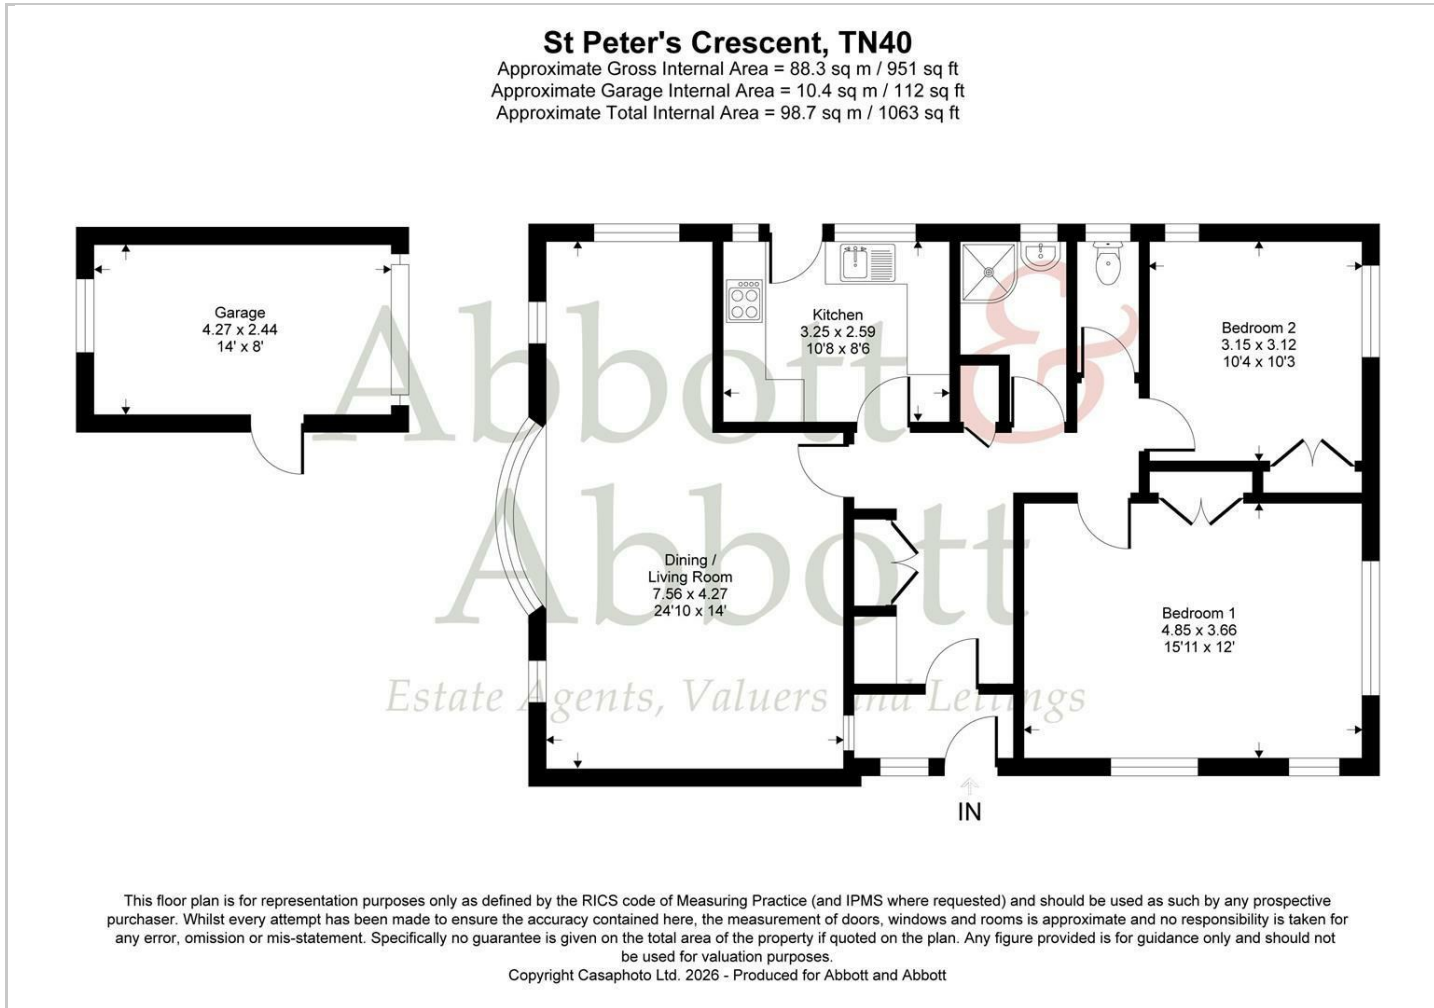 St Peter's Crescent, TN40
Approximate Gross Internal Area = 88.3 sq m / 951 sq ft
Approximate Garage Internal Area = 10.4 sq m / 112 sq ft
Approximate Total Internal Area = 98.7 sq m / 1063 sq ft
Garage
4.27 x 2.44
14' x 8'
Kitchen
3.25 x 2.59
10'8 x 8'6
Bedroom 2
3.15 x 3.12
10'4 x 10'3
Dining /
Living Room
7.56 x 4.27
24'10 x 14'
Bedroom 1
4.85 x 3.66
15'11 x 12'
Abbott &
Abbott
Estate Agents, Valuers and Lettings
IN
This floor plan is for representation purposes only as defined by the RICS code of Measuring Practice (and IPMS where requested) and should be used as such by any prospective
purchaser. Whilst every attempt has been made to ensure the accuracy contained here, the measurement of doors, windows and rooms is approximate and no responsibility is taken for
any error, omission or mis-statement. Specifically no guarantee is given on the total area of the property if quoted on the plan. Any figure provided is for guidance only and should not
be used for valuation purposes.
Copyright Casaphoto Ltd. 2026 - Produced for Abbott and Abbott